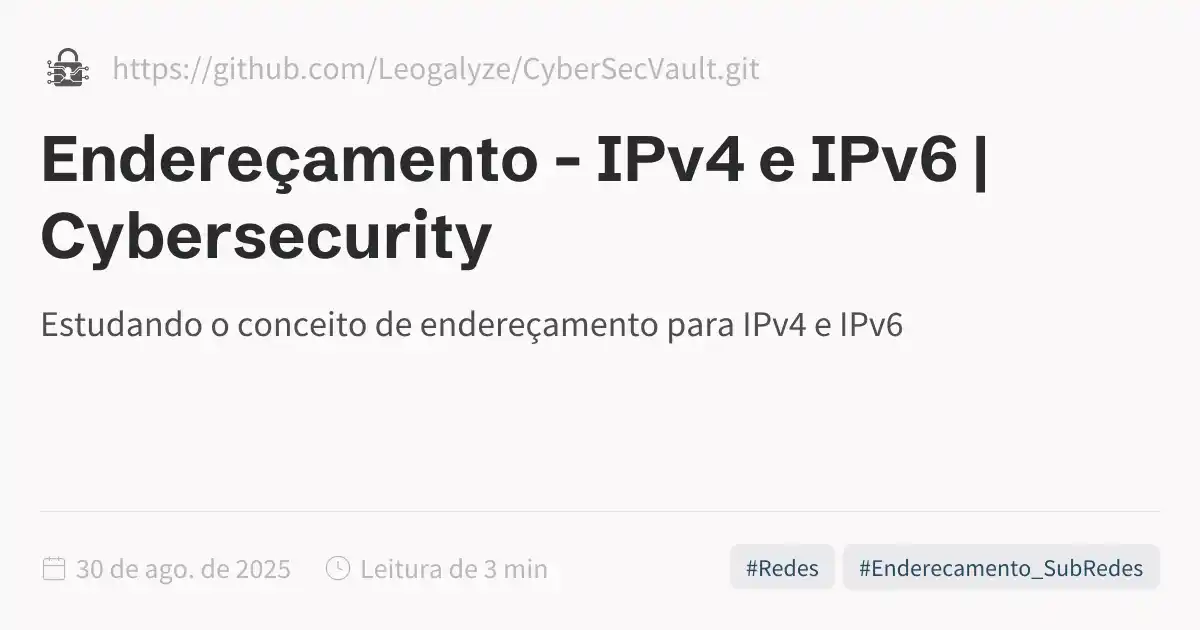 https://github.com/Leogalyze/CyberSecVault.git
Endereçamento - IPv4 e IPv6 |
Cybersecurity
Estudando o conceito de endereçamento para IPv4 e IPv6
30 de ago. de 2025
Leitura de 3 min
#Redes
#Enderecamento_SubRedes